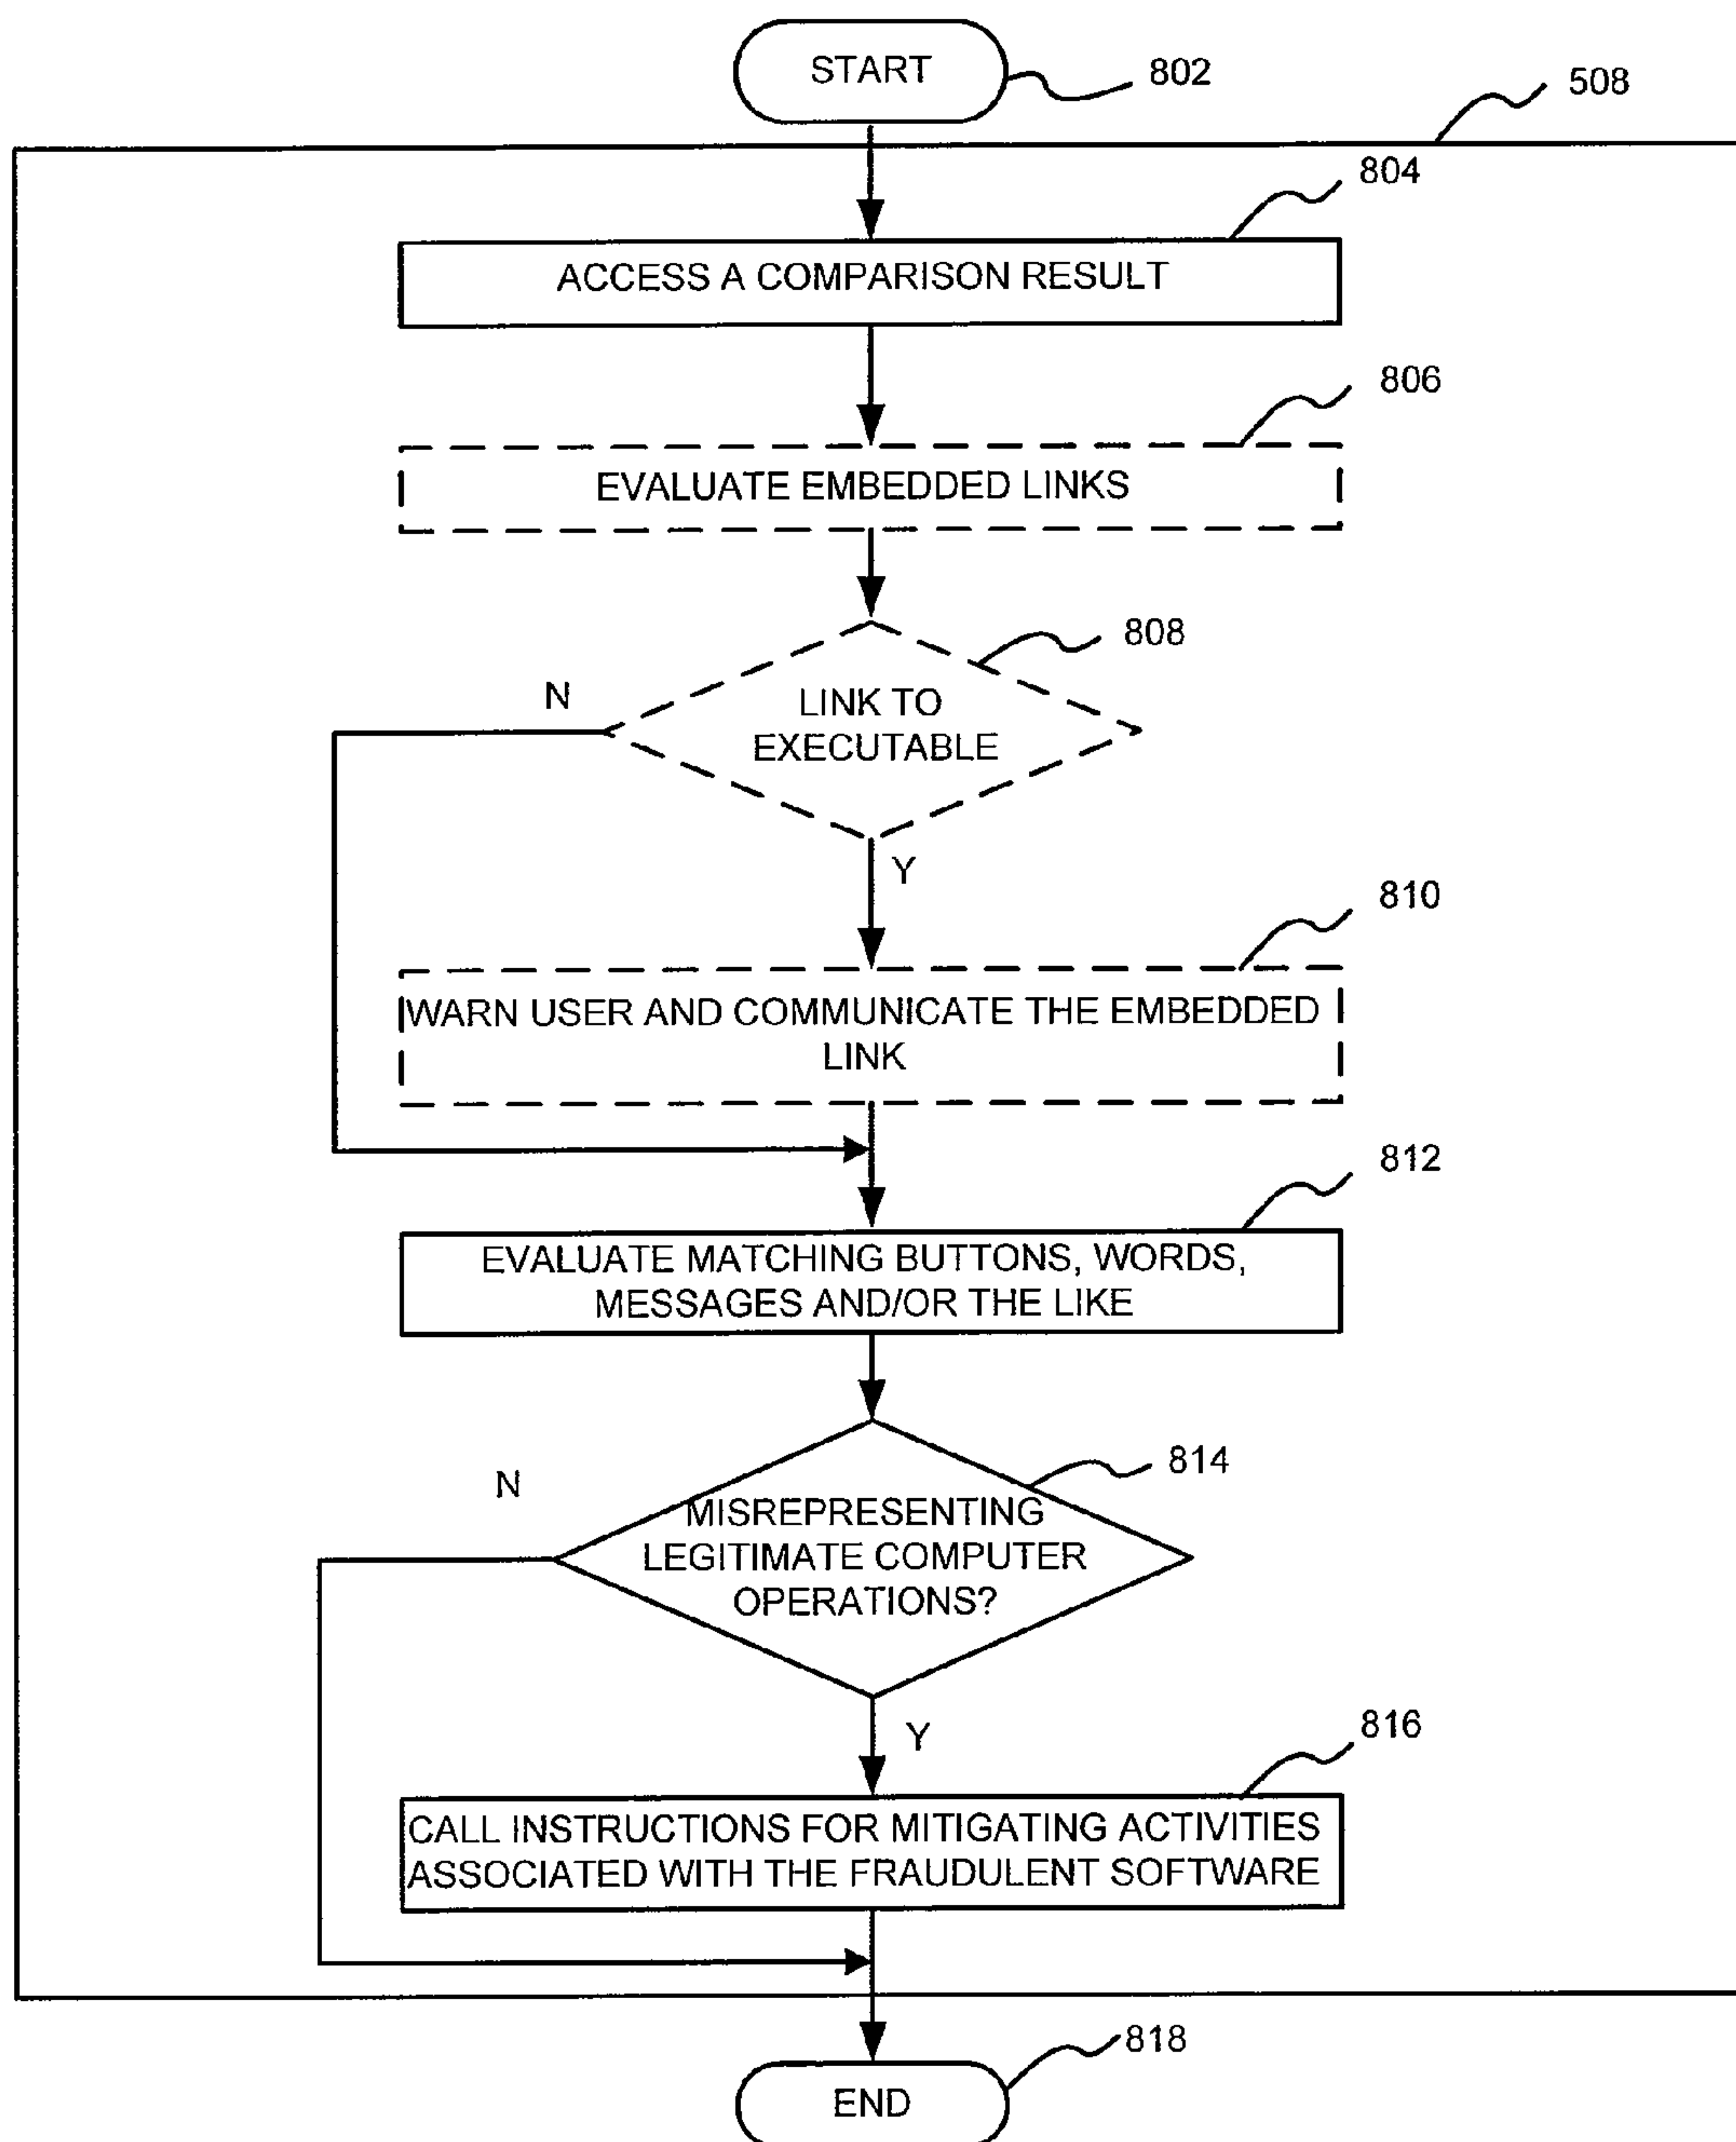 START
802
508
804
ACCESS A COMPARISON RESULT
806
EVALUATE EMBEDDED LINKS
808
N
LINK TO
EXECUTABLE
Y
810
WARN USER AND COMMUNICATE THE EMBEDDED
LINK
812
EVALUATE MATCHING BUTTONS, WORDS,
MESSAGES AND/OR THE LIKE
814
N
MISREPRESENTING
LEGITIMATE COMPUTER
OPERATIONS?
Y
816
CALL INSTRUCTIONS FOR MITIGATING ACTIVITIES
ASSOCIATED WITH THE FRAUDULENT SOFTWARE
818
END